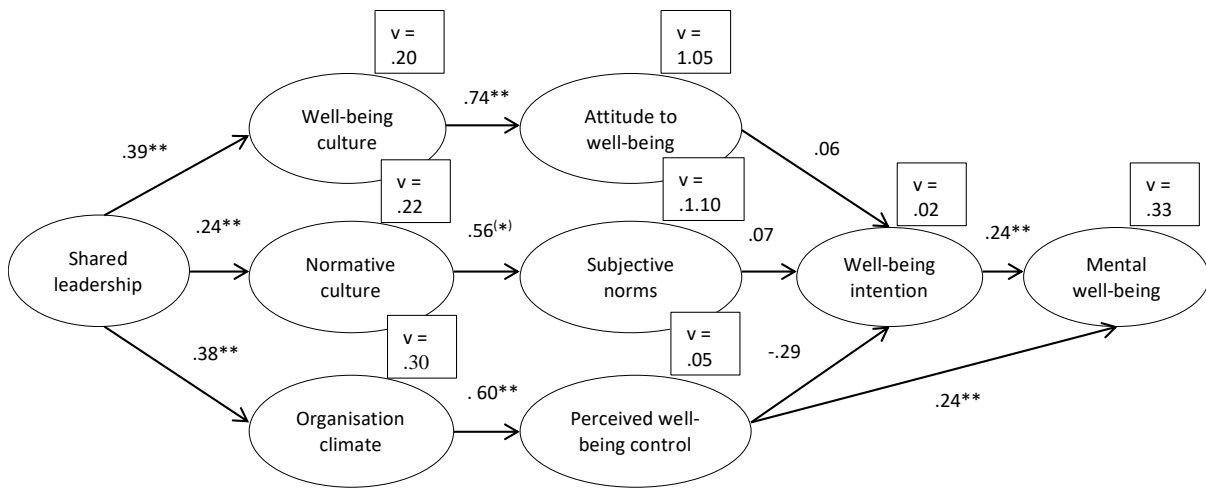 v =
.20
v =
1.05
Well-being
culture
.74**
Attitude to
well-being
.39**
.06
v =
.22
v =
.1.10
v =
.02
v =
.33
Shared
leadership
.24**
Normative
culture
.56(*)
Subjective
norms
.07
Well-being
intention
.24**
Mental
well-being
v =
.30
v =
.05
.38**
-.29
Organisation
climate
. 60**
Perceived well-
being control
.24**